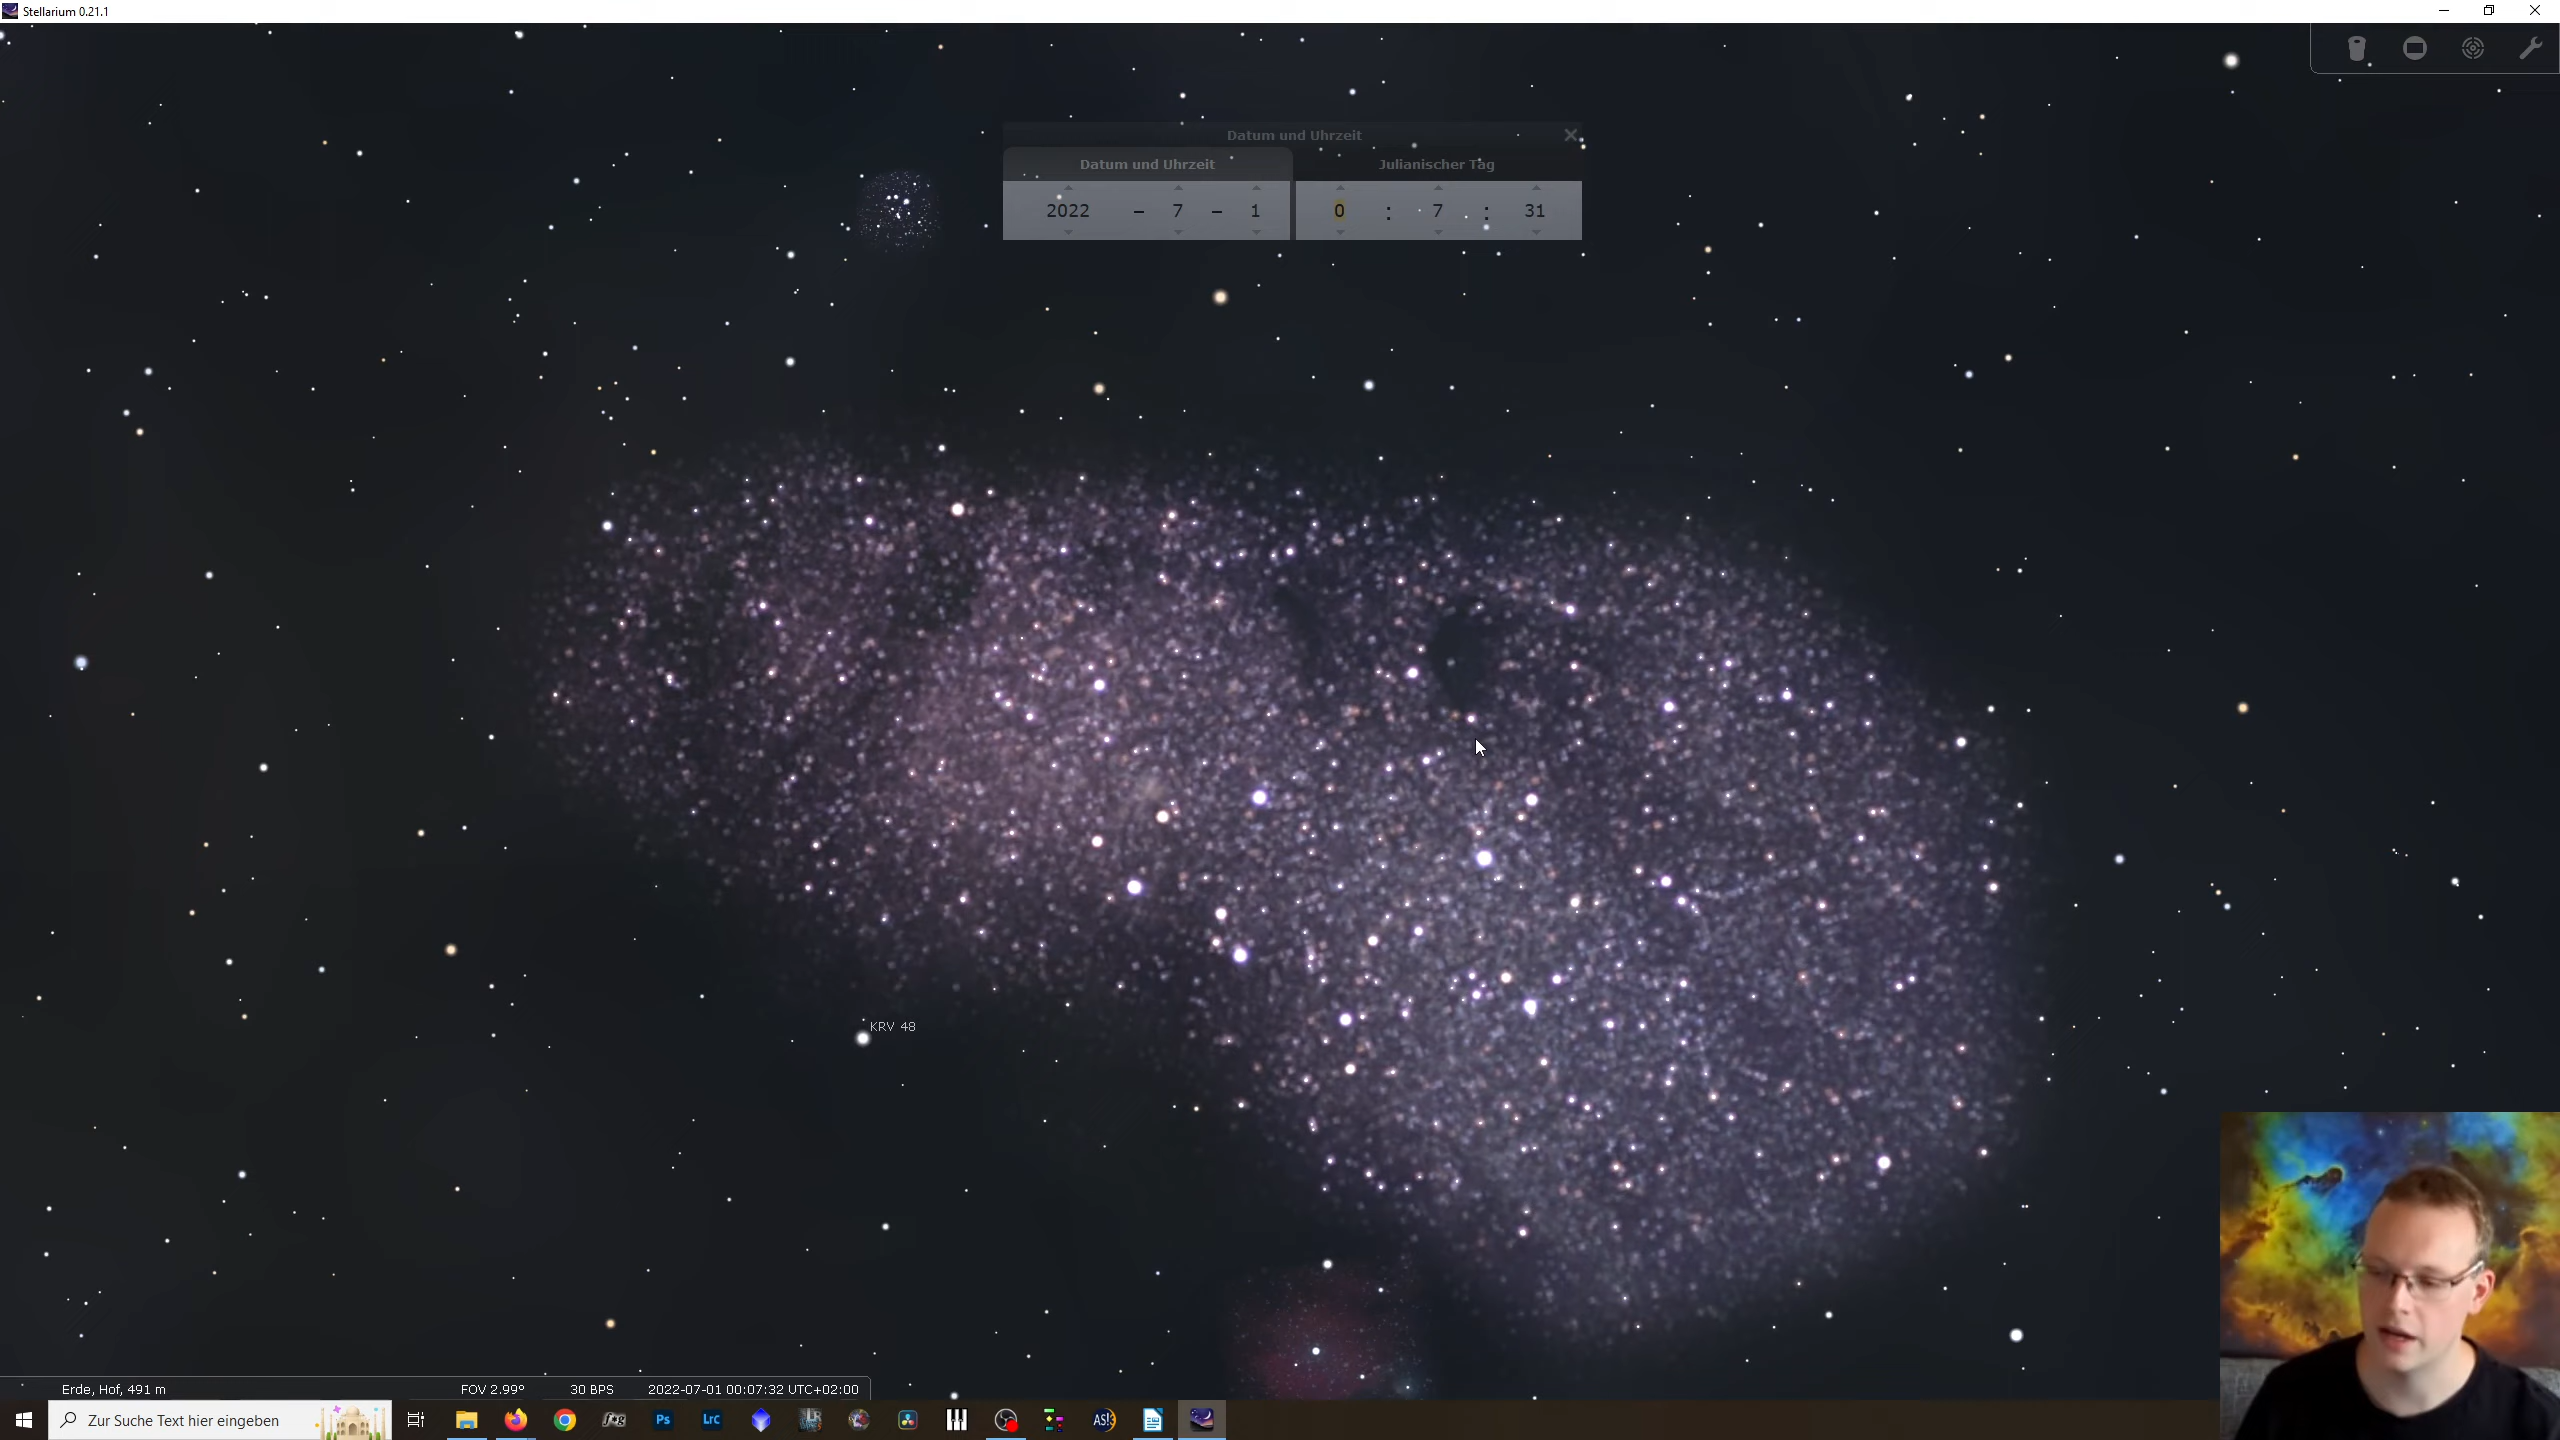 Stellarium 0.21.1
Datum und Uhrzeit
Datum und Uhrzeit
Julianischer Tag
2022 – 7 – 1
0 : 7 : 31
KRV 48
Erde, Hof, 491 m
FOV 2.99°
30 BPS
2022-07-01 00:07:32 UTC+02:00
Zur Suche Text hier eingeben
Ps
Lrc
AS!